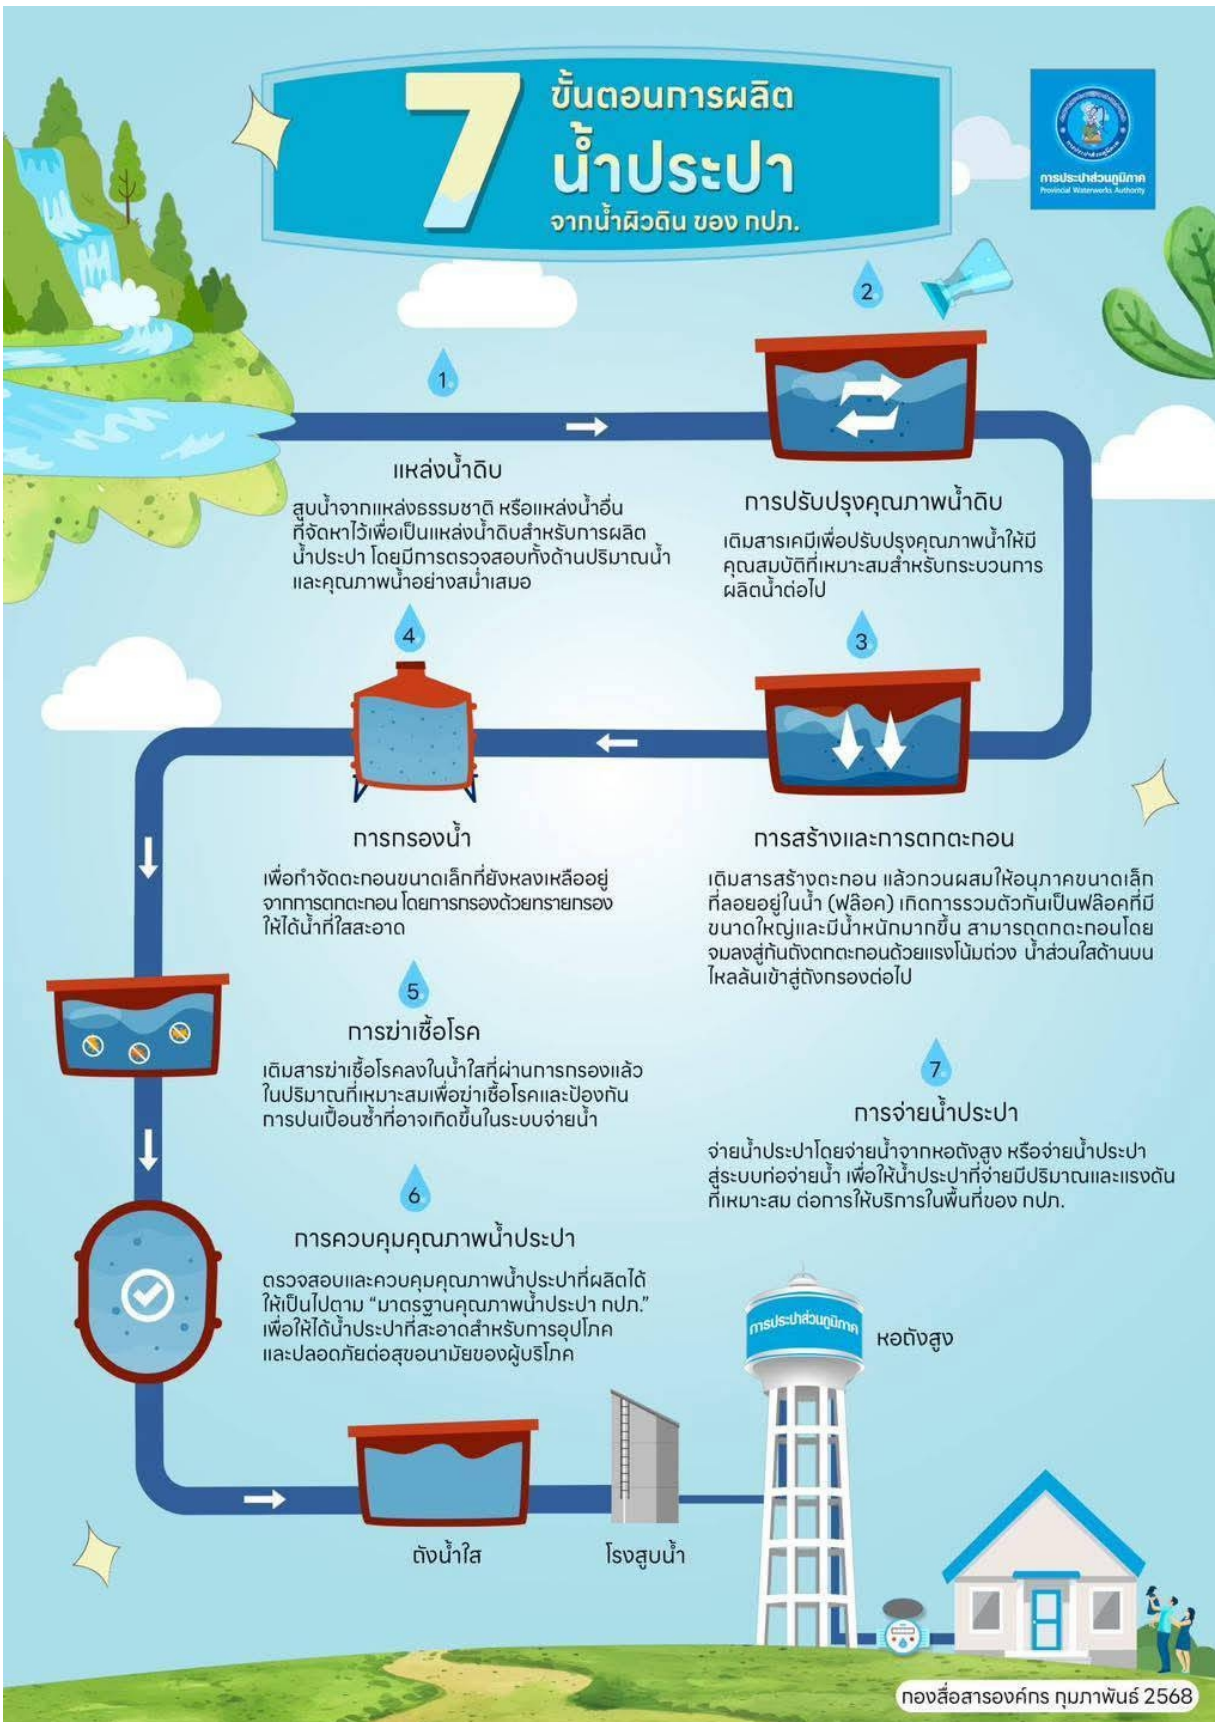 7
ขั้นตอนการผลิต
น้ำประปา
จากน้ำผิวดิน ของ กปภ.
การประปาส่วนภูมิภาค
Provincial Waterworks Authority
1.
แหล่งน้ำดิบ
สูบน้ำจากแหล่งธรรมชาติ หรือแหล่งน้ำอื่น
ที่จัดหาไว้เพื่อเป็นแหล่งน้ำดิบสำหรับการผลิต
น้ำประปา โดยมีการตรวจสอบทั้งด้านปริมาณน้ำ
และคุณภาพน้ำอย่างสม่ำเสมอ
2.
การปรับปรุงคุณภาพน้ำดิบ
เติมสารเคมีเพื่อปรับปรุงคุณภาพน้ำให้มี
คุณสมบัติที่เหมาะสมสำหรับกระบวนการ
ผลิตน้ำต่อไป
3.
การสร้างและการตกตะกอน
เติมสารสร้างตะกอน แล้วกวนผสมให้อนุภาคขนาดเล็ก
ที่ลอยอยู่ในน้ำ (ฟล๊อค) เกิดการรวมตัวกันเป็นฟล๊อคที่มี
ขนาดใหญ่และมีน้ำหนักมากขึ้น สามารถตกตะกอนโดย
จมลงสู่ก้นถังตกตะกอนด้วยแรงโน้มถ่วง น้ำส่วนใสด้านบน
ไหลล้นเข้าสู่ถังกรองต่อไป
4.
การกรองน้ำ
เพื่อกำจัดตะกอนขนาดเล็กที่ยังหลงเหลืออยู่
จากการตกตะกอน โดยการกรองด้วยทรายกรอง
ให้ได้น้ำที่ใสสะอาด
5.
การฆ่าเชื้อโรค
เติมสารฆ่าเชื้อโรคลงในน้ำใสที่ผ่านการกรองแล้ว
ในปริมาณที่เหมาะสมเพื่อฆ่าเชื้อโรคและป้องกัน
การปนเปื้อนซ้ำที่อาจเกิดขึ้นในระบบจ่ายน้ำ
6.
การควบคุมคุณภาพน้ำประปา
ตรวจสอบและควบคุมคุณภาพน้ำประปาที่ผลิตได้
ให้เป็นไปตาม “มาตรฐานคุณภาพน้ำประปา กปภ.”
เพื่อให้ได้น้ำประปาที่สะอาดสำหรับการอุปโภค
และปลอดภัยต่อสุขอนามัยของผู้บริโภค
7.
การจ่ายน้ำประปา
จ่ายน้ำประปาโดยจ่ายน้ำจากหอถังสูง หรือจ่ายน้ำประปา
สู่ระบบท่อจ่ายน้ำ เพื่อให้น้ำประปาที่จ่ายมีปริมาณและแรงดัน
ที่เหมาะสม ต่อการให้บริการในพื้นที่ของ กปภ.
การประปาส่วนภูมิภาค
หอถังสูง
ถังน้ำใส
โรงสูบน้ำ
กองสื่อสารองค์กร กุมภาพันธ์ 2568